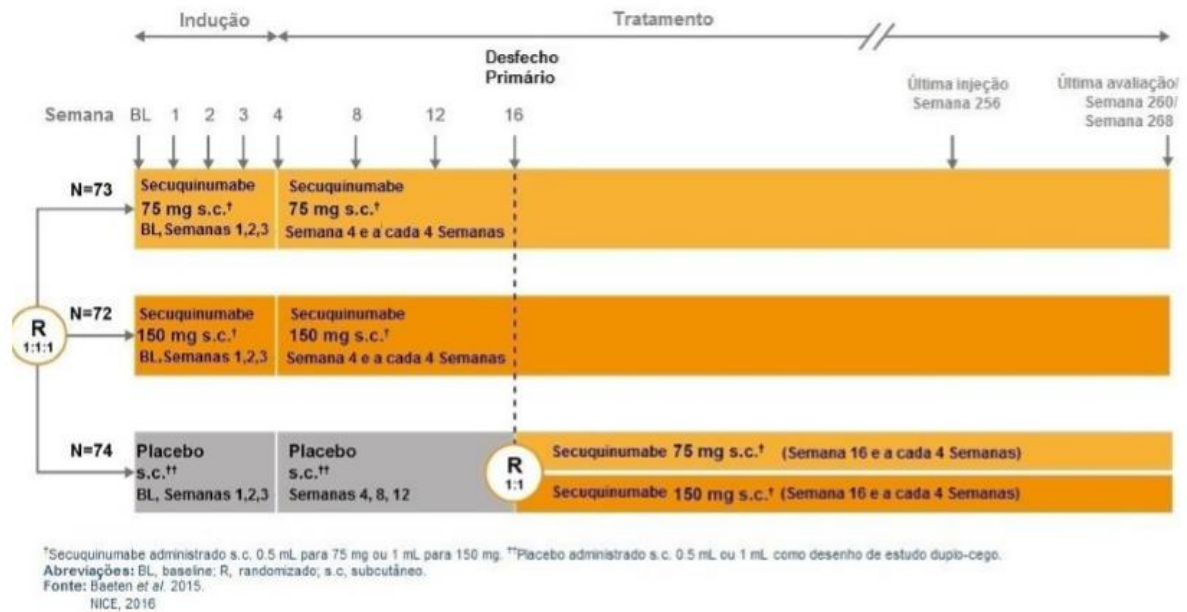 Indução
Tratamento
Desfecho
Primário
Última injeção
Semana 256
Última avaliação/
Semana 260/
Semana 268
Semana BL 1 2 3 4 8 12 16
N=73
Secuquinumabe
75 mg s.c.†
BL, Semanas 1,2,3
Secuquinumabe
75 mg s.c.†
Semana 4 e a cada 4 Semanas
R
1:1:1
N=72
Secuquinumabe
150 mg s.c.†
BL, Semanas 1,2,3
Secuquinumabe
150 mg s.c.†
Semana 4 e a cada 4 Semanas
N=74
Placebo
s.c.††
BL, Semanas 1,2,3
Placebo
s.c.††
Semanas 4, 8, 12
R
1:1
Secuquinumabe 75 mg s.c.† (Semana 16 e a cada 4 Semanas)
Secuquinumabe 150 mg s.c.† (Semana 16 e a cada 4 Semanas)
†Secuquinumabe administrado s.c. 0.5 mL para 75 mg ou 1 mL para 150 mg. ††Placebo administrado s.c. 0.5 mL ou 1 mL como desenho de estudo duplo-cego.
Abreviações: BL, baseline; R, randomizado; s.c, subcutâneo.
Fonte: Baeten et al. 2015.
NICE, 2016